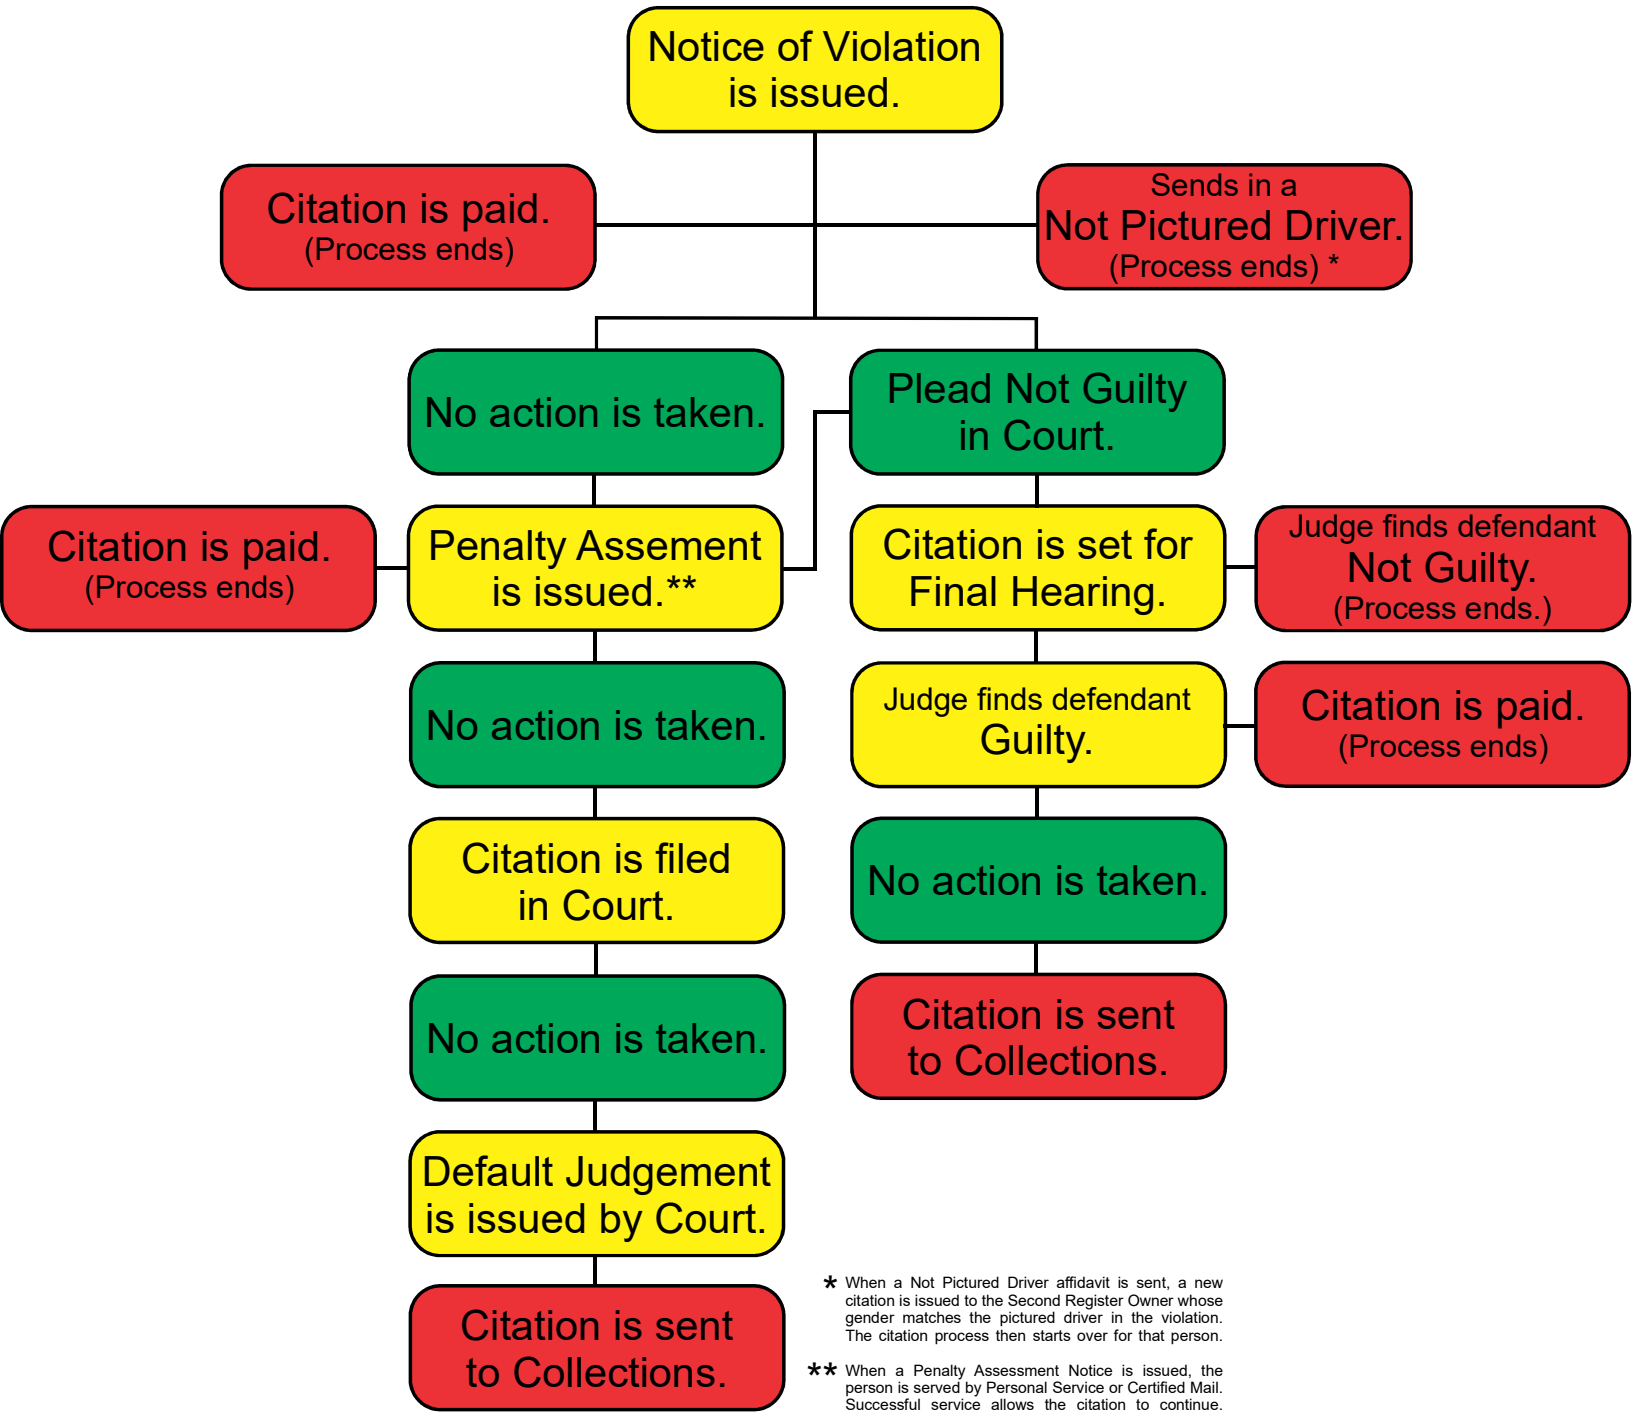 Notice of Violation
is issued.
Citation is paid.
(Process ends)
Sends in a
Not Pictured Driver.
(Process ends) *
No action is taken.
Plead Not Guilty
in Court.
Citation is paid.
(Process ends)
Penalty Assement
is issued.**
Citation is set for
Final Hearing.
Judge finds defendant
Not Guilty.
(Process ends.)
No action is taken.
Judge finds defendant
Guilty.
Citation is paid.
(Process ends)
Citation is filed
in Court.
No action is taken.
No action is taken.
Citation is sent
to Collections.
Default Judgement
is issued by Court.
Citation is sent
to Collections.
* When a Not Pictured Driver affidavit is sent, a new
citation is issued to the Second Register Owner whose
gender matches the pictured driver in the violation.
The citation process then starts over for that person.
** When a Penalty Assessment Notice is issued, the
person is served by Personal Service or Certified Mail.
Successful service allows the citation to continue.